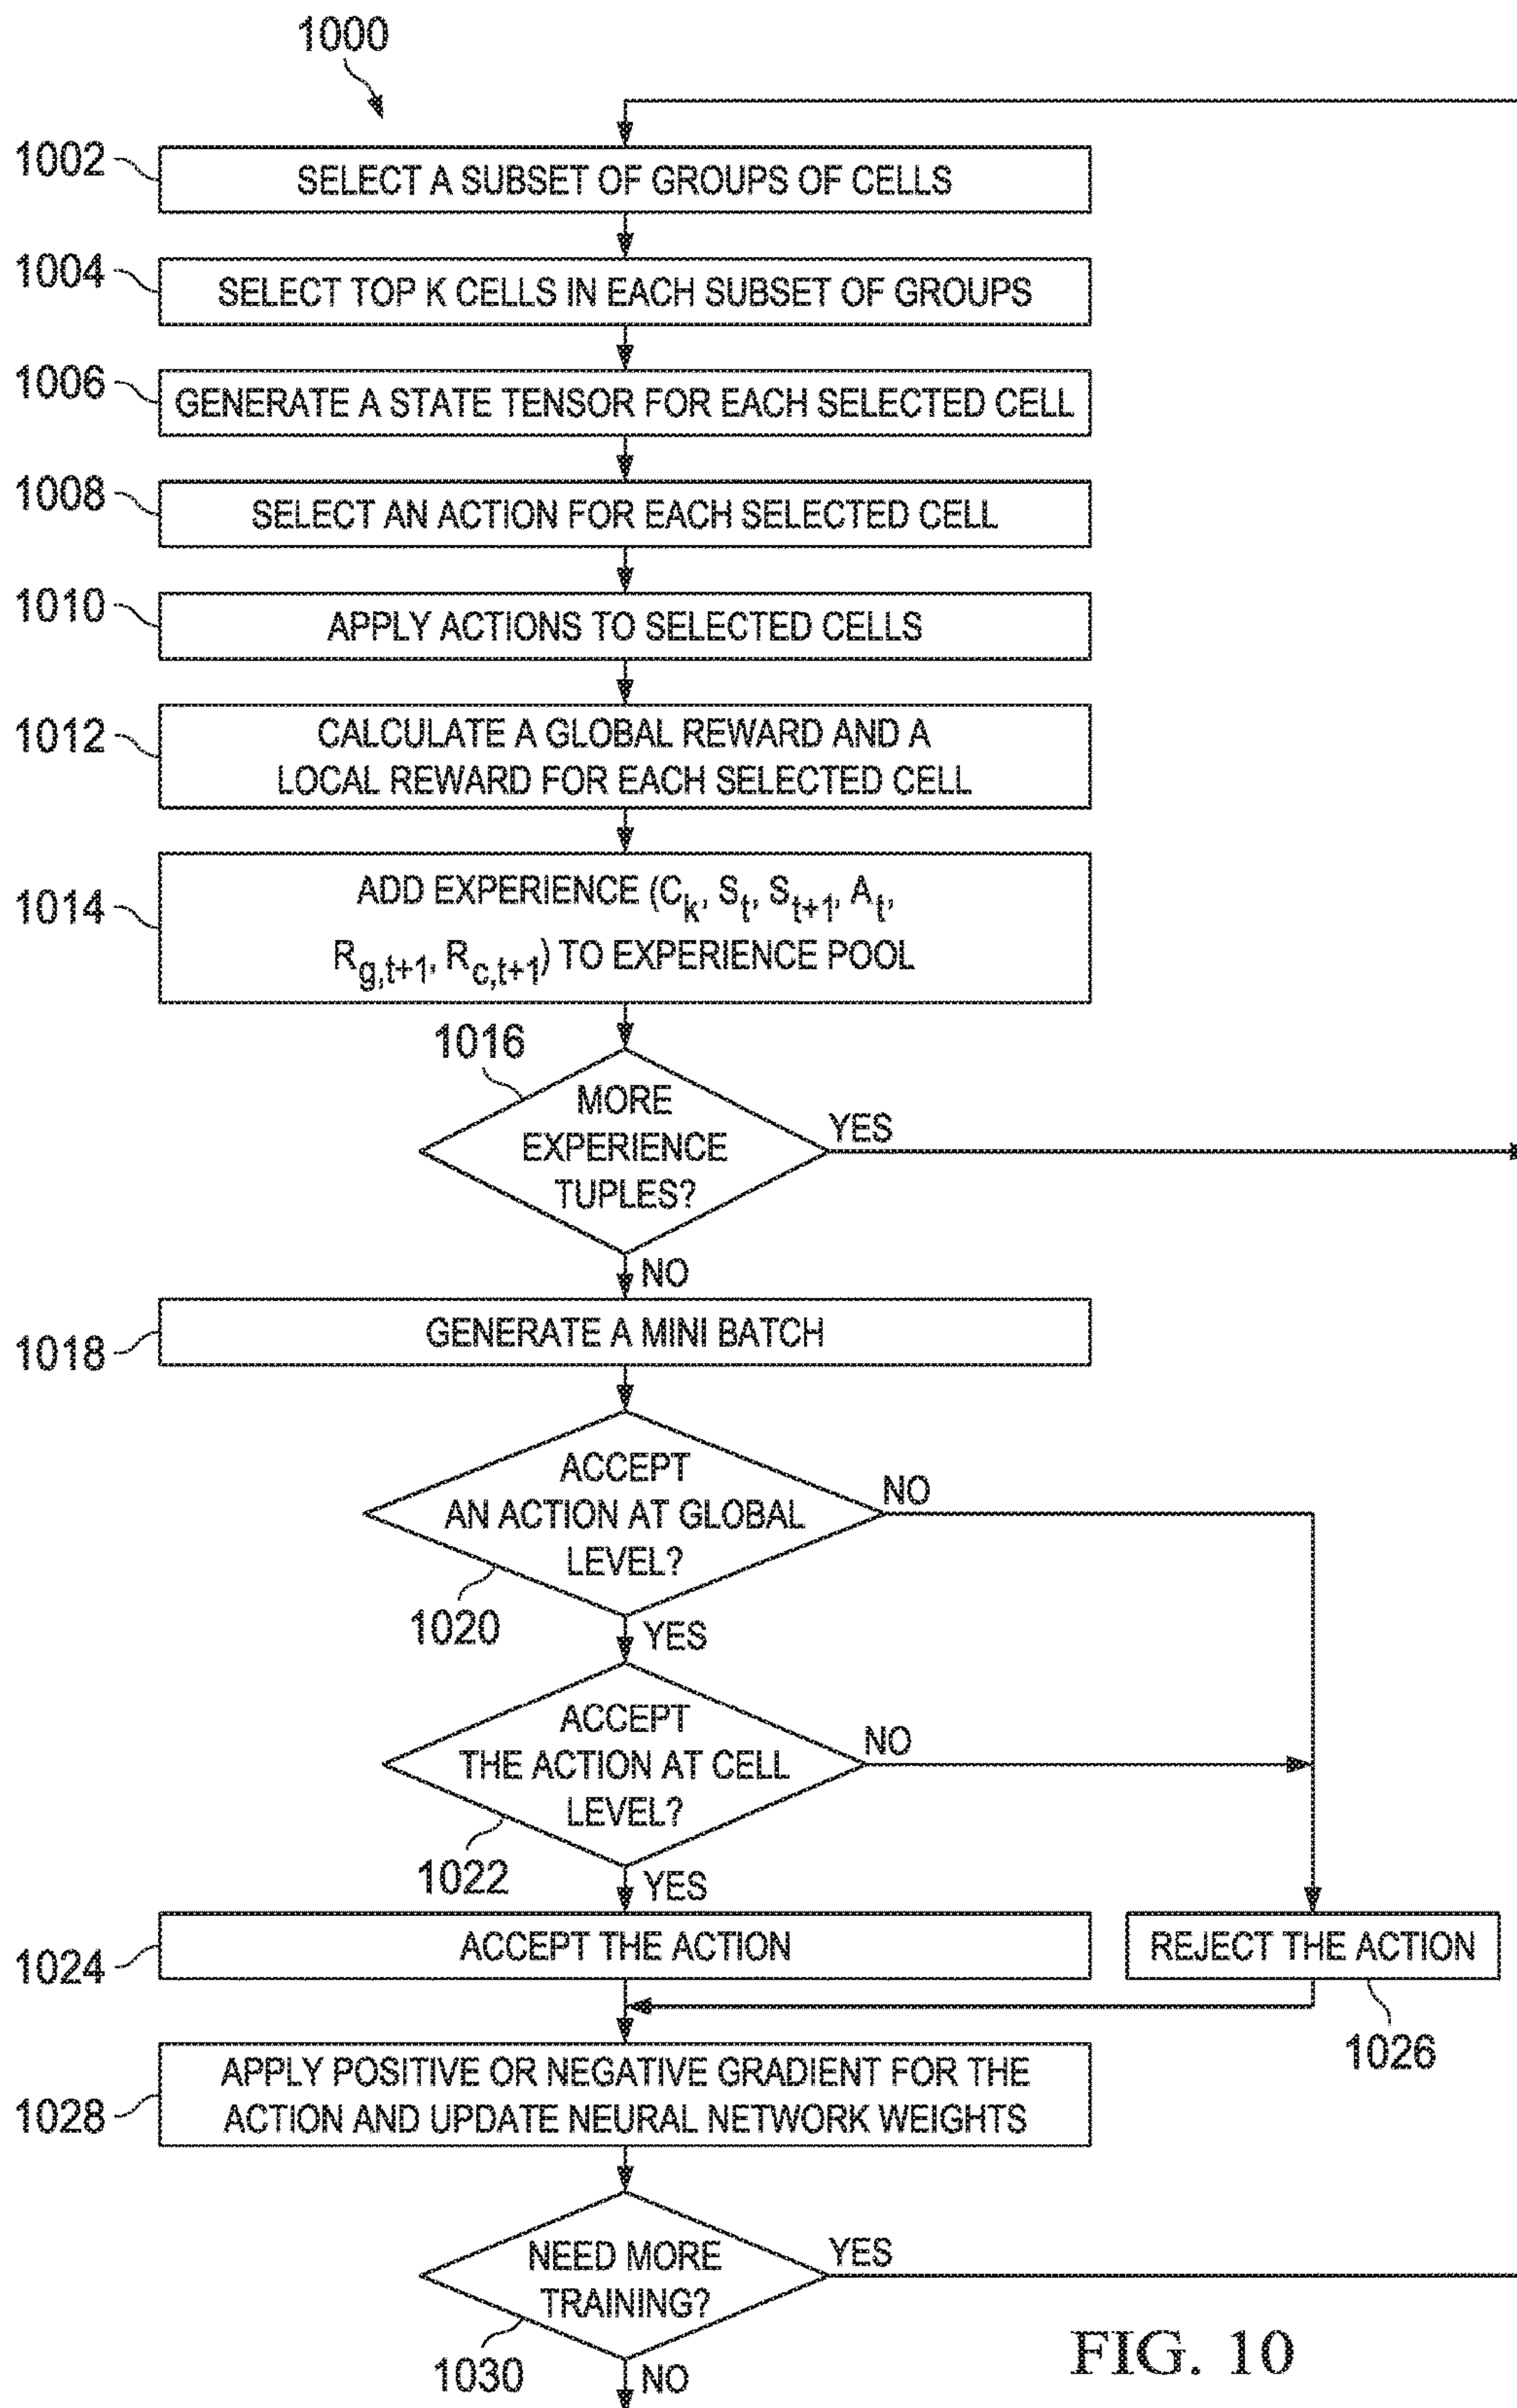 1000
1002
SELECT A SUBSET OF GROUPS OF CELLS
1004
SELECT TOP K CELLS IN EACH SUBSET OF GROUPS
1006
GENERATE A STATE TENSOR FOR EACH SELECTED CELL
1008
SELECT AN ACTION FOR EACH SELECTED CELL
1010
APPLY ACTIONS TO SELECTED CELLS
1012
CALCULATE A GLOBAL REWARD AND A
LOCAL REWARD FOR EACH SELECTED CELL
1014
ADD EXPERIENCE (Ck, St, St+1, At,
Rg,t+1, Rc,t+1) TO EXPERIENCE POOL
1016
MORE
EXPERIENCE
TUPLES?
YES
NO
1018
GENERATE A MINI BATCH
ACCEPT
AN ACTION AT GLOBAL
LEVEL?
NO
1020
YES
ACCEPT
THE ACTION AT CELL
LEVEL?
NO
1022
YES
1024
ACCEPT THE ACTION
REJECT THE ACTION
1026
1028
APPLY POSITIVE OR NEGATIVE GRADIENT FOR THE
ACTION AND UPDATE NEURAL NETWORK WEIGHTS
NEED MORE
TRAINING?
YES
1030
NO
FIG. 10